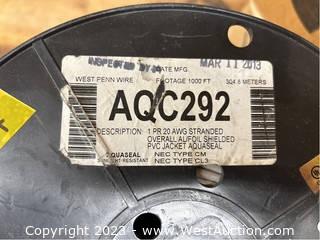 INSPECTED BY
DATE MFG.
MAR 11 2013
WEST PENN WIRE
FOOTAGE 1000 FT
304.8 METERS
AQC292
DESCRIPTION: 1 PR 20 AWG STRANDED
OVERALL AL/FOIL SHIELDED
PVC JACKET AQUASEAL
AQUASEAL
NEC TYPE CM
SUNLIGHT RESISTANT
NEC TYPE CL3
Copyright 2023 - WestAuction.com